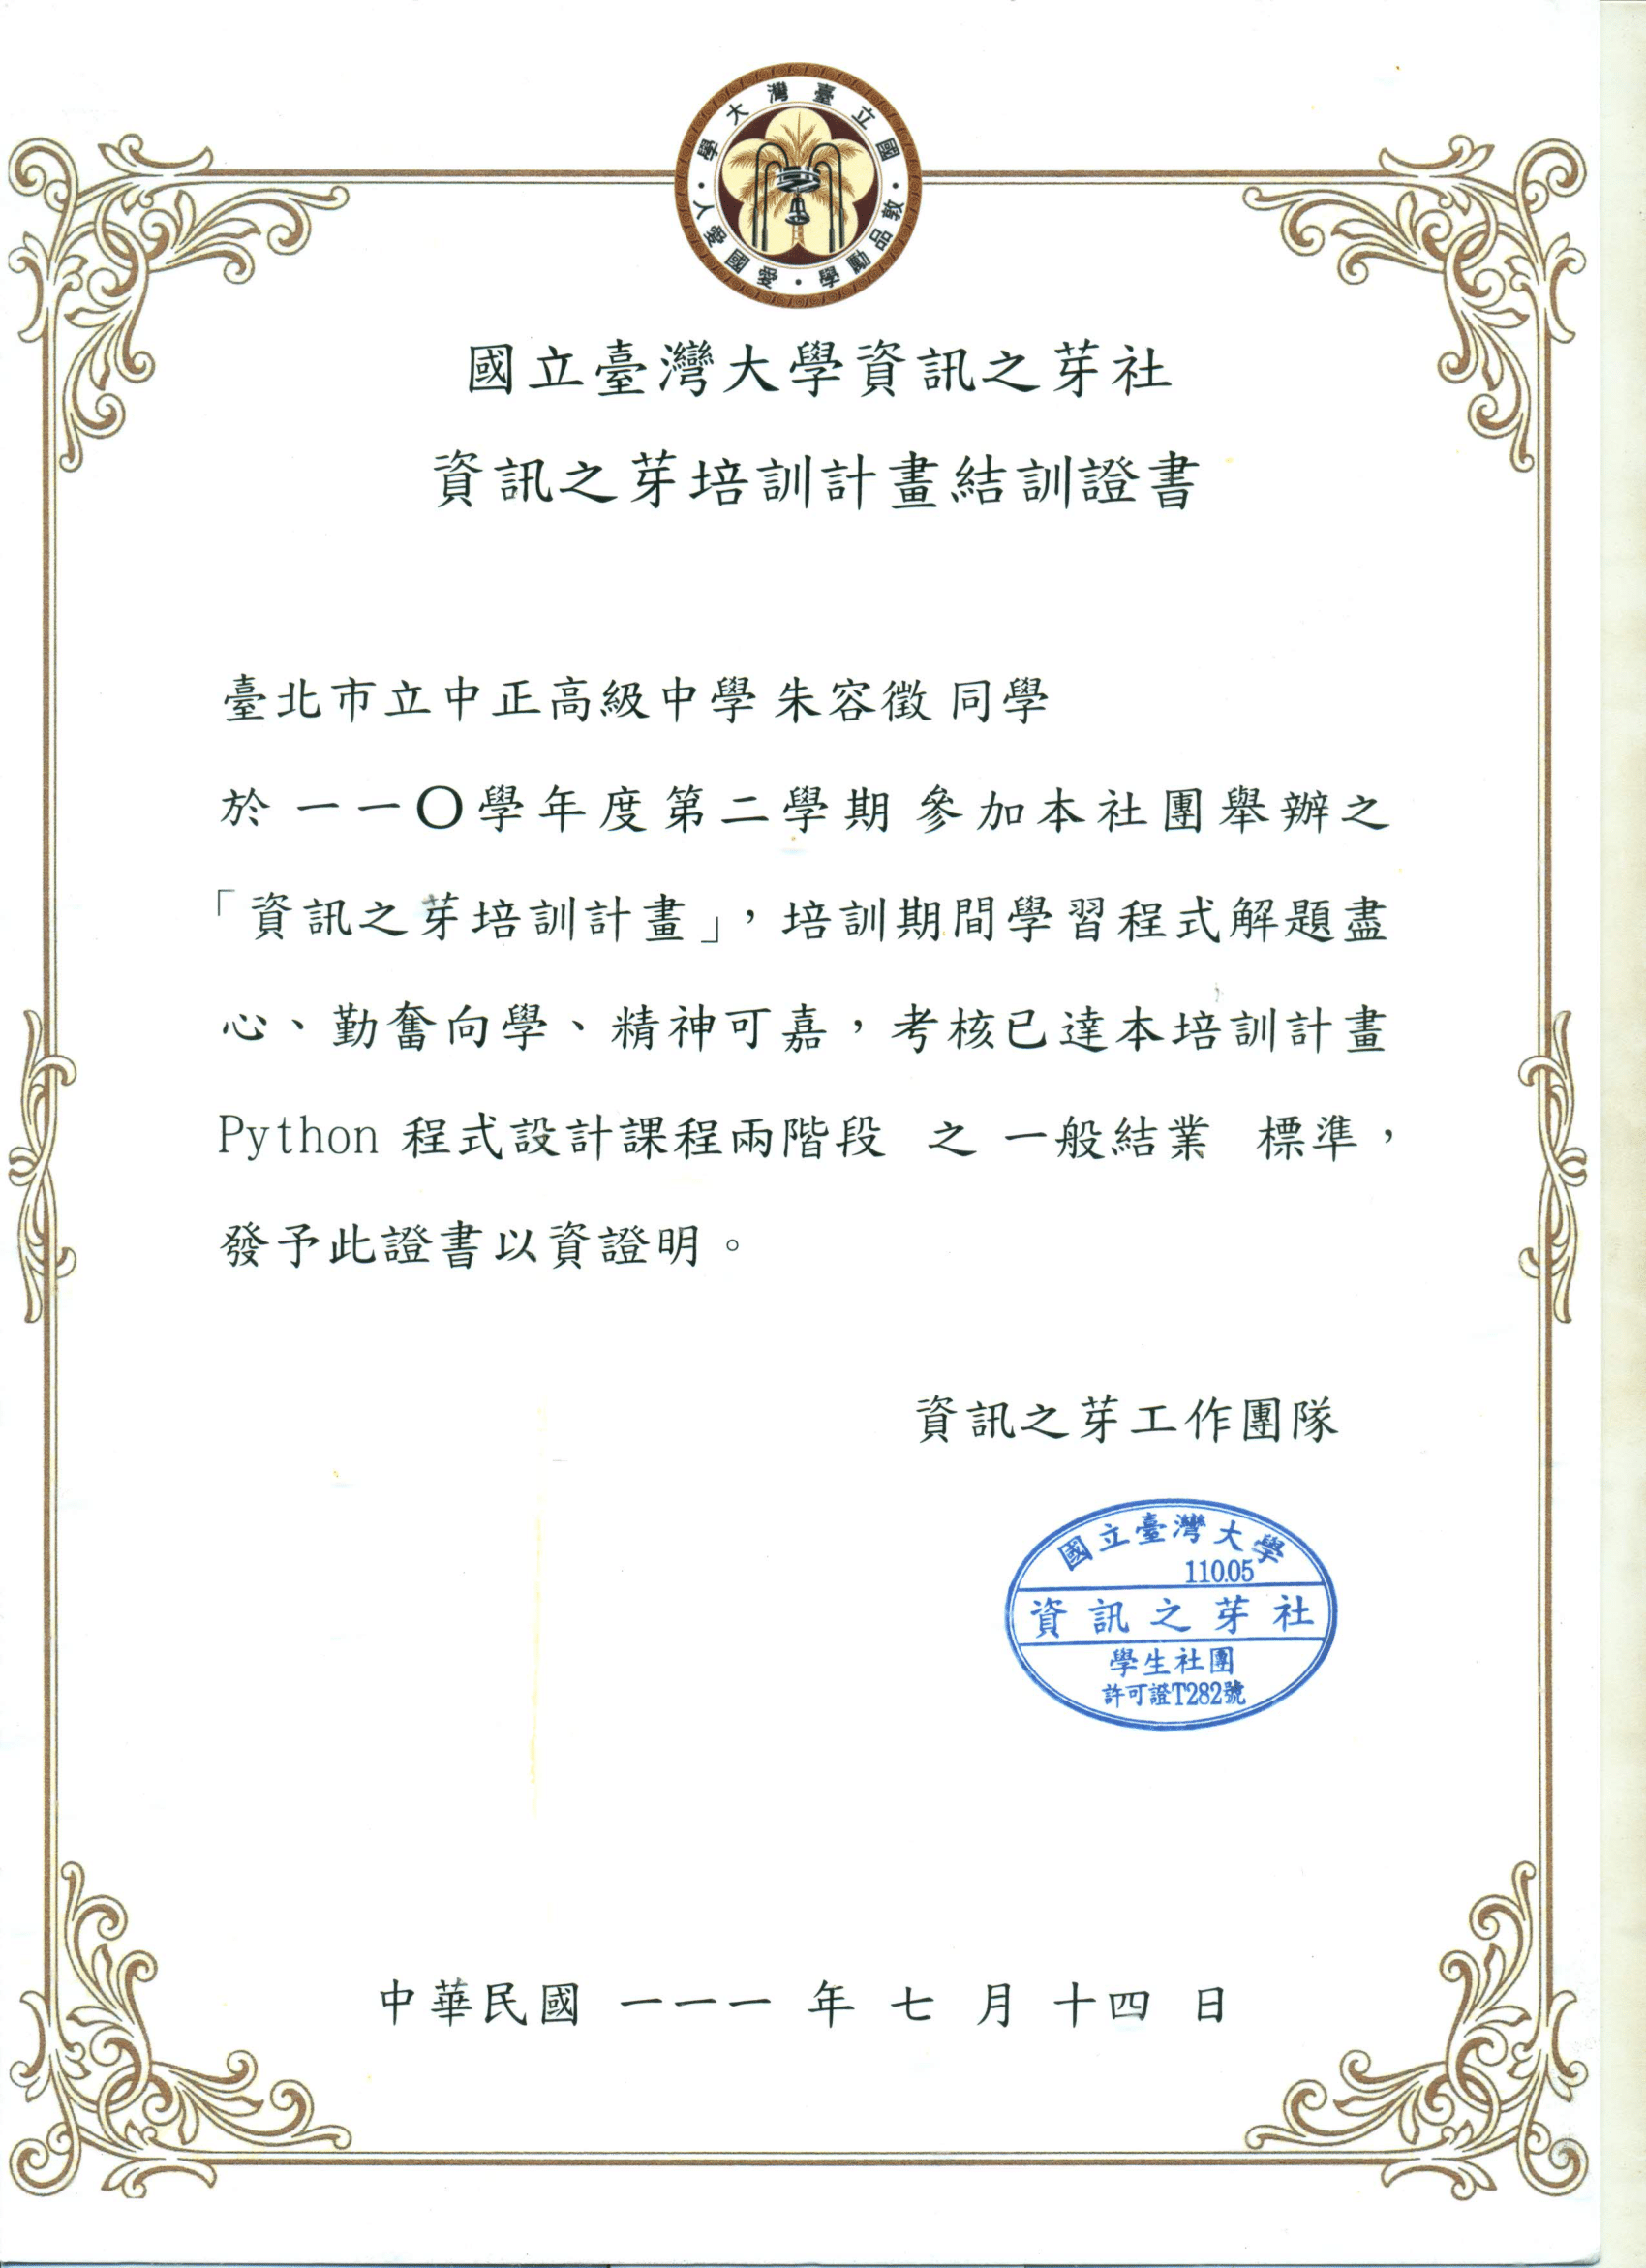 國立臺灣大學
敦品勵學・愛國愛人
國立臺灣大學資訊之芽社
資訊之芽培訓計畫結訓證書
臺北市立中正高級中學 朱容徵 同學
於 一一〇學年度第二學期 參加本社團舉辦之
「資訊之芽培訓計畫」,培訓期間學習程式解題盡
心、勤奮向學、精神可嘉,考核已達本培訓計畫
Python 程式設計課程兩階段 之 一般結業 標準,
發予此證書以資證明。
資訊之芽工作團隊
國立臺灣大學
110.05
資訊之芽社
學生社團
許可證T282號
中華民國 一一一 年 七 月 十四 日